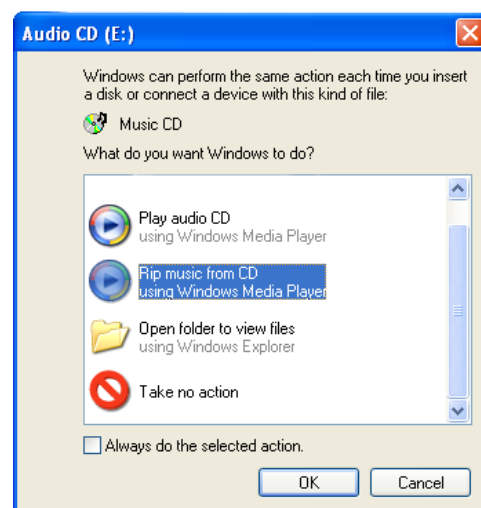 Audio CD (E:)
Windows can perform the same action each time you insert
a disk or connect a device with this kind of file:
Music CD
What do you want Windows to do?
Play audio CD
using Windows Media Player
Rip music from CD
using Windows Media Player
Open folder to view files
using Windows Explorer
Take no action
Always do the selected action.
OK
Cancel